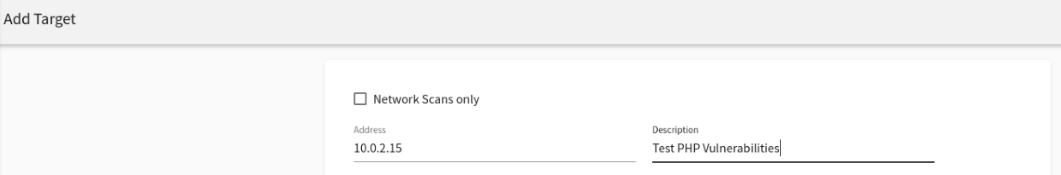 Add Target
Network Scans only
Address
Description
10.0.2.15
Test PHP Vulnerabilities